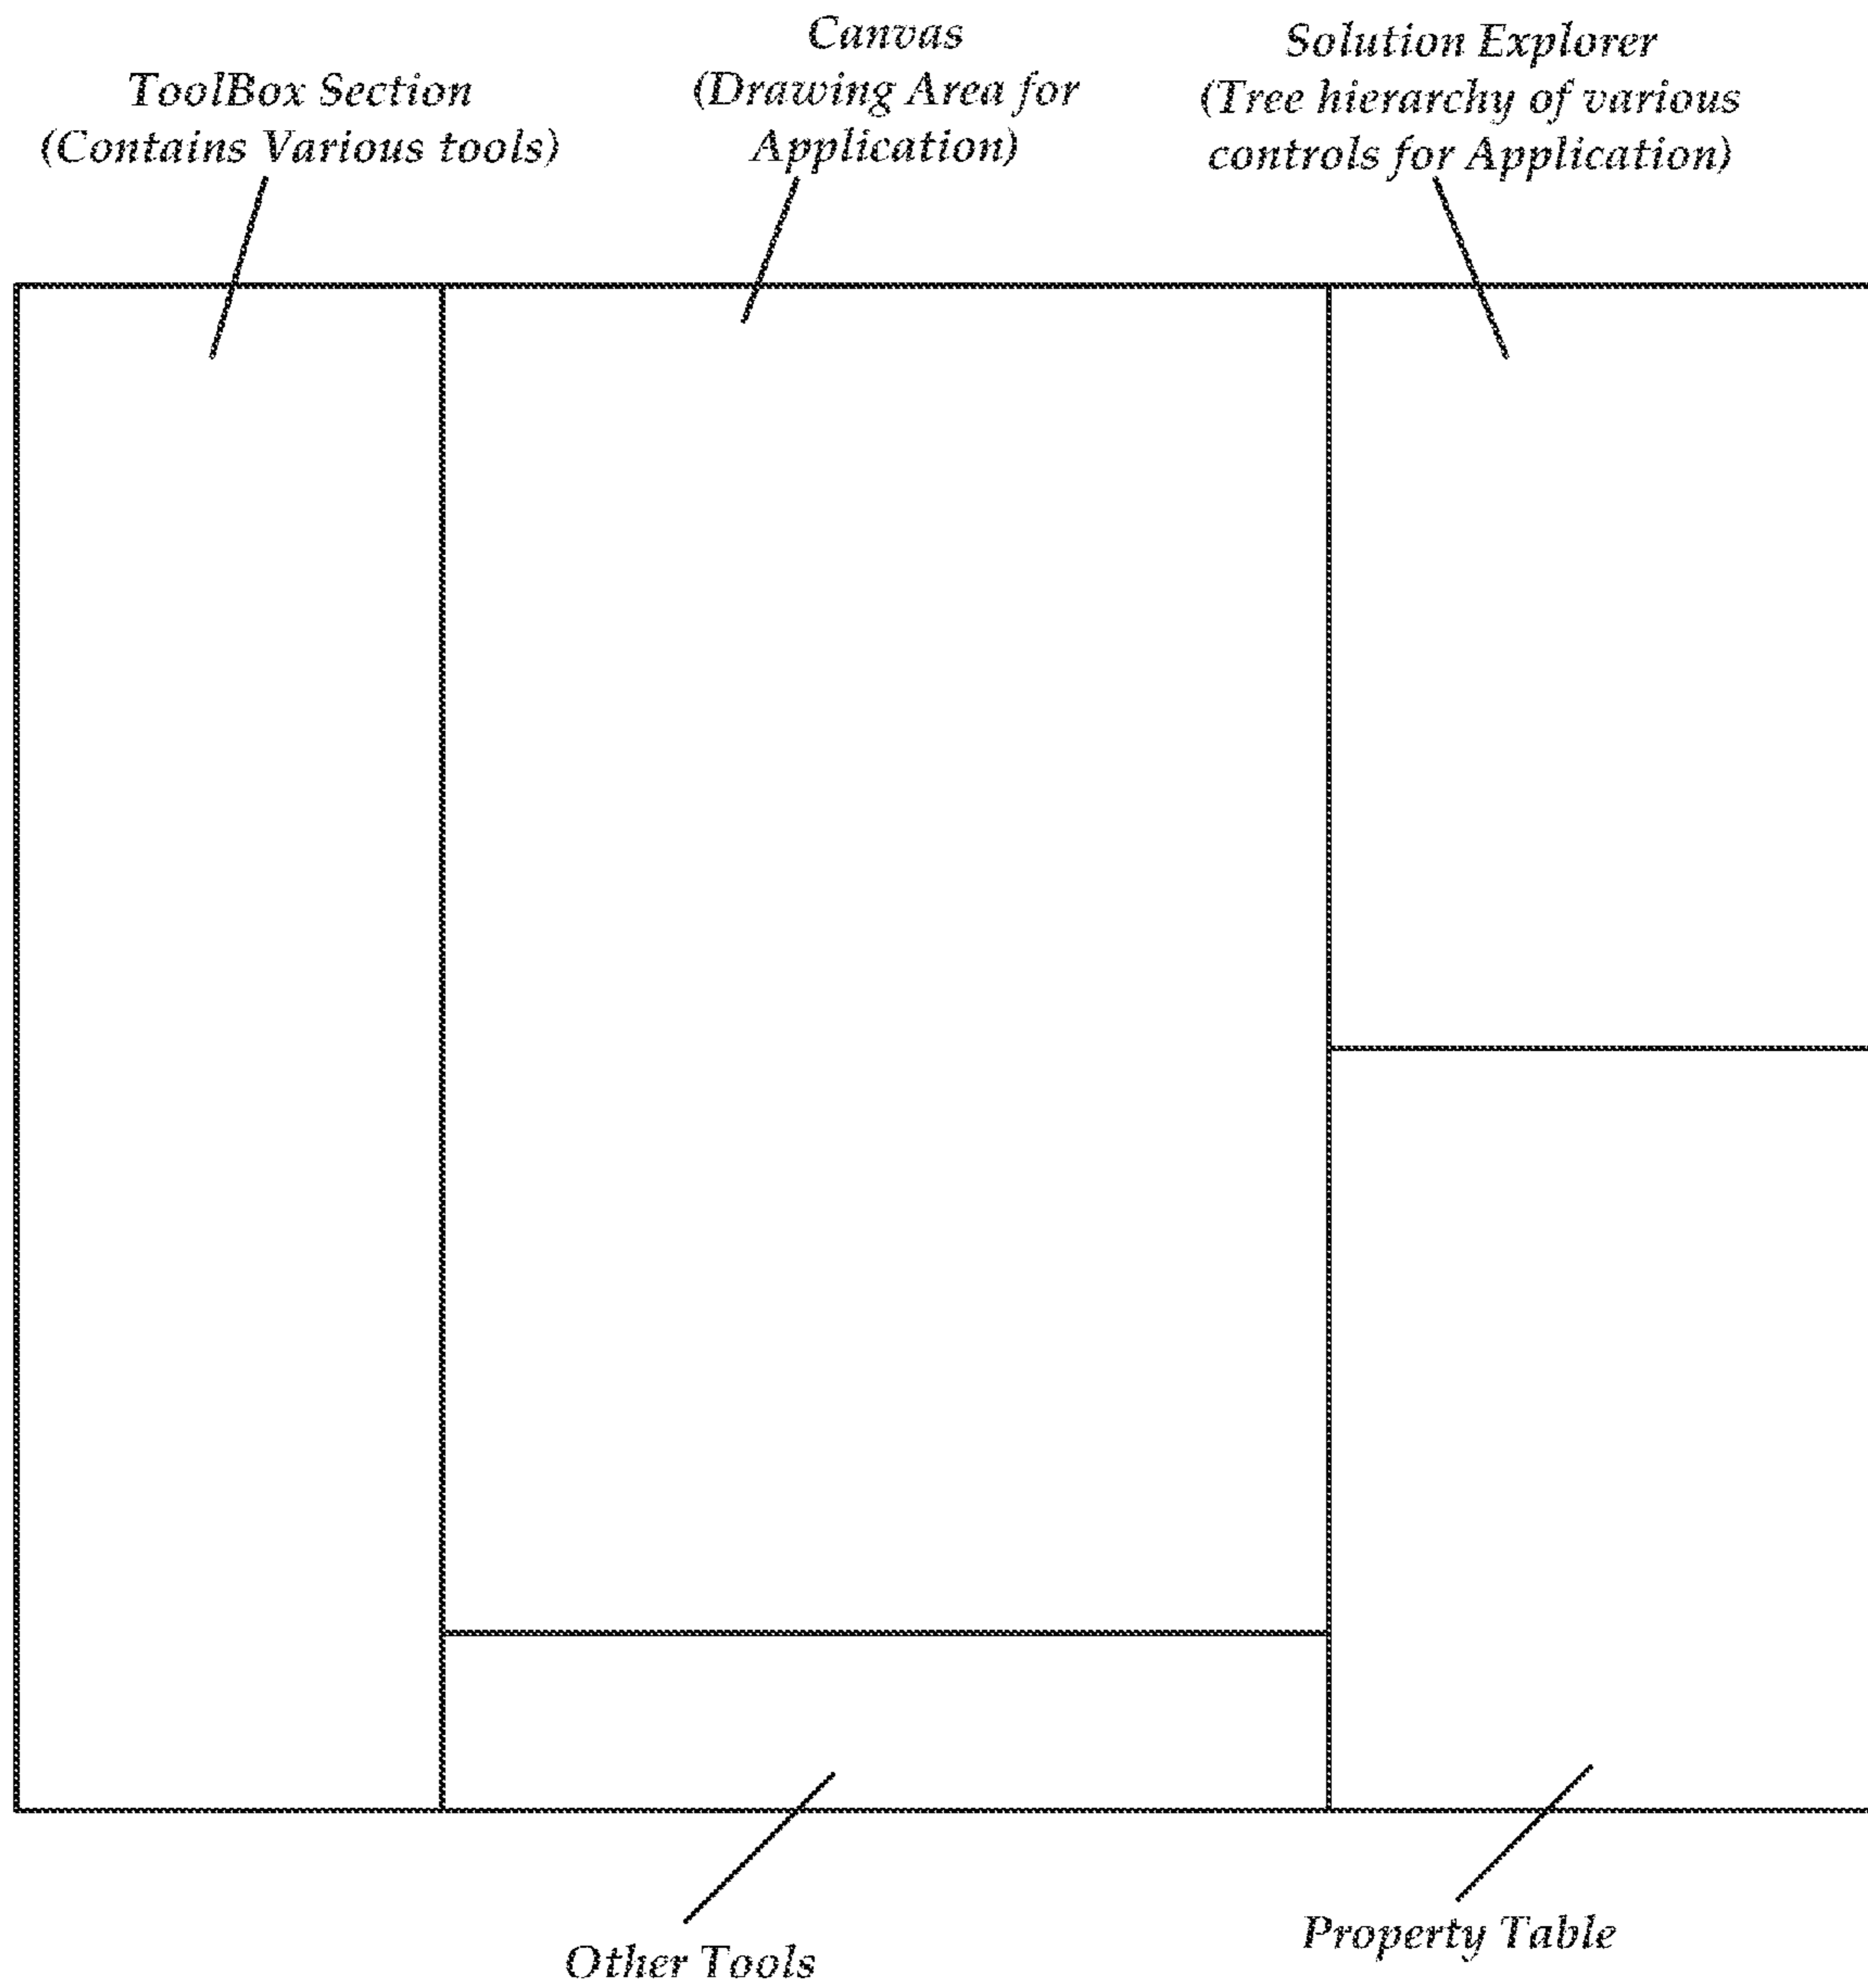 ToolBox Section
(Contains Various tools)
Canvas
(Drawing Area for
Application)
Solution Explorer
(Tree hierarchy of various
controls for Application)
Other Tools
Property Table